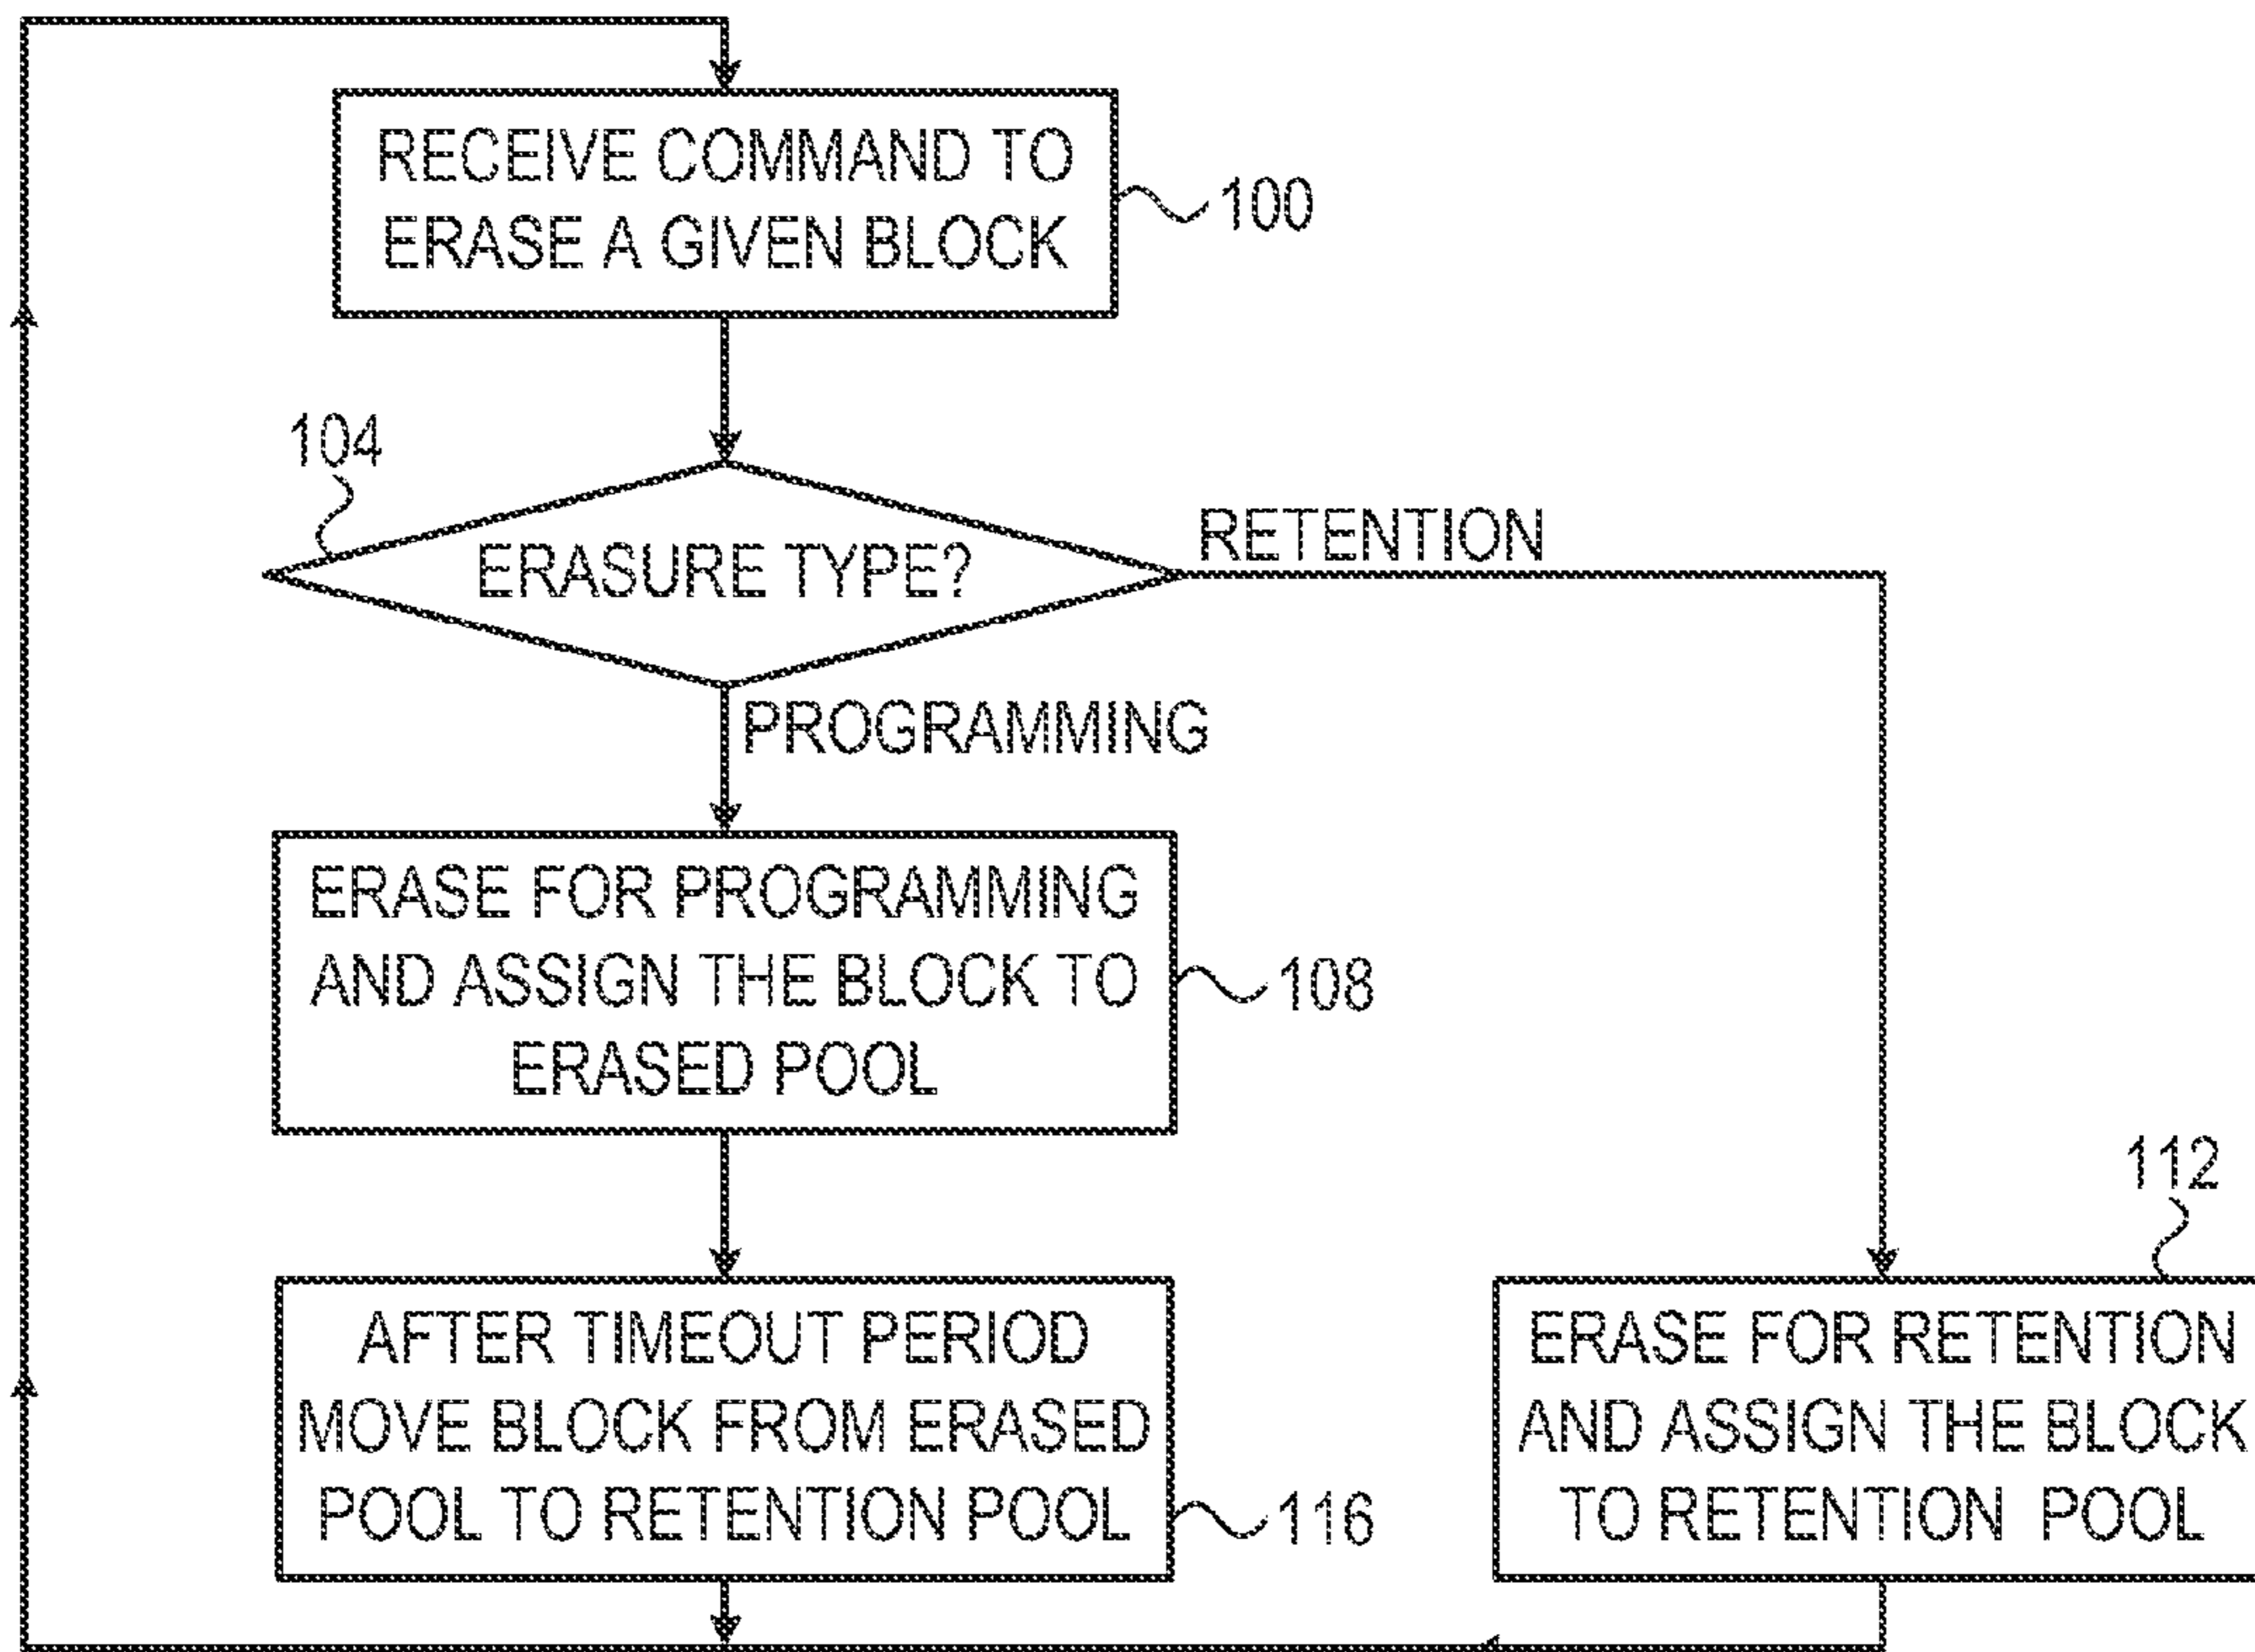 RECEIVE COMMAND TO
ERASE A GIVEN BLOCK
100
104
ERASURE TYPE?
RETENTION
PROGRAMMING
ERASE FOR PROGRAMMING
AND ASSIGN THE BLOCK TO
ERASED POOL
108
112
AFTER TIMEOUT PERIOD
MOVE BLOCK FROM ERASED
POOL TO RETENTION POOL
116
ERASE FOR RETENTION
AND ASSIGN THE BLOCK
TO RETENTION POOL